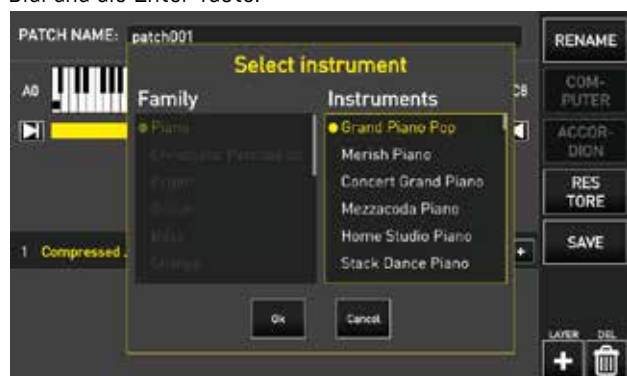 Dial und die Enter-Taste.
PATCH NAME: patch001
RENAME
Select instrument
A0
C8
COM-
PUTER
Family
Instruments
Piano
Grand Piano Pop
Merish Piano
Concert Grand Piano
Mezzacoda Piano
Home Studio Piano
Stack Dance Piano
ACCOR-
DION
RES
TORE
1 Compressed
+
SAVE
Ok
Cancel
LAYER DEL
+